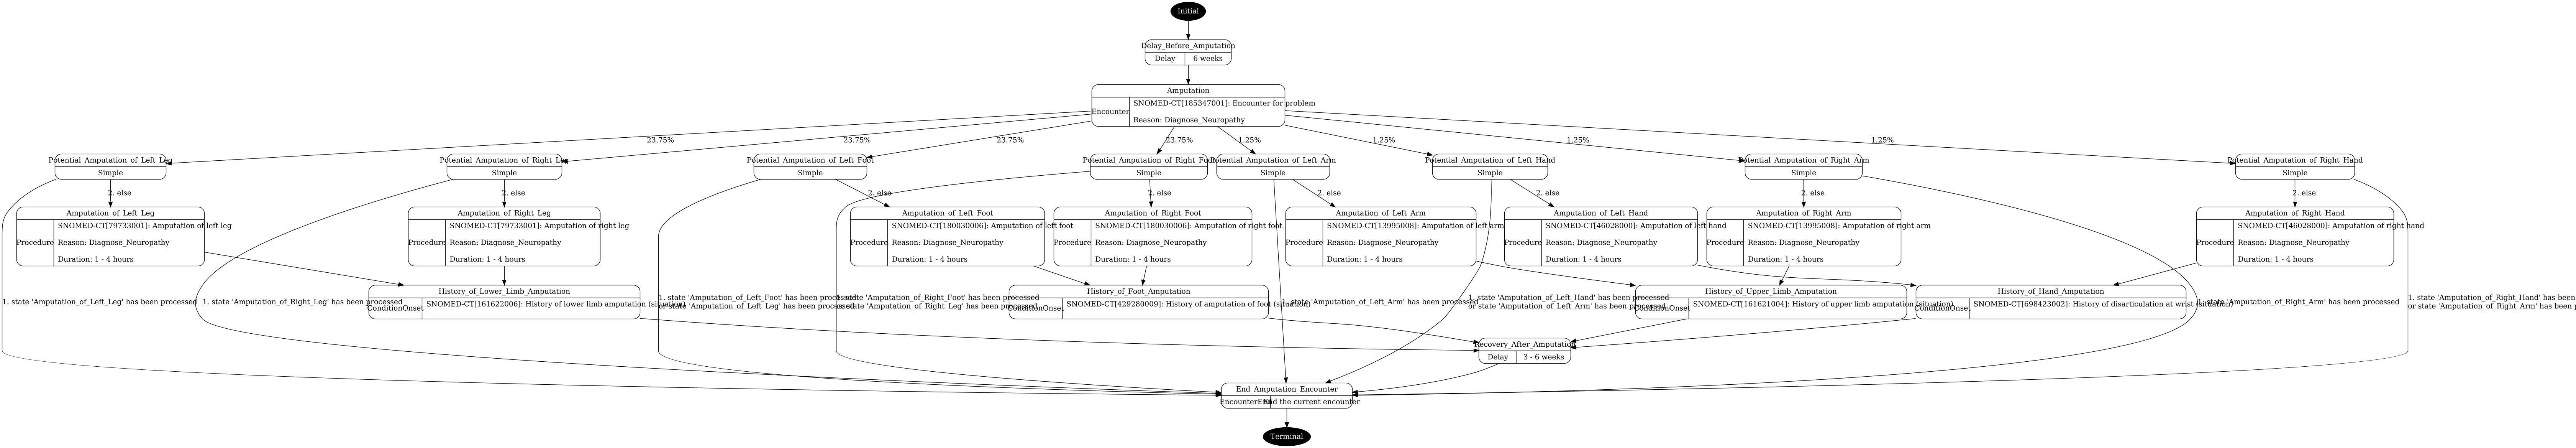 Initial
Delay_Before_Amputation
Delay 6 weeks
Amputation
Encounter
SNOMED-CT[185347001]: Encounter for problem
Reason: Diagnose_Neuropathy
23.75%
23.75%
23.75%
23.75%
1.25%
1.25%
1.25%
1.25%
Potential_Amputation_of_Left_Leg
Simple
Potential_Amputation_of_Right_Leg
Simple
Potential_Amputation_of_Left_Foot
Simple
Potential_Amputation_of_Right_Foot
Simple
Potential_Amputation_of_Left_Arm
Simple
Potential_Amputation_of_Left_Hand
Simple
Potential_Amputation_of_Right_Arm
Simple
Potential_Amputation_of_Right_Hand
Simple
2. else
2. else
2. else
2. else
2. else
2. else
2. else
2. else
Amputation_of_Left_Leg
Procedure
SNOMED-CT[79733001]: Amputation of left leg
Reason: Diagnose_Neuropathy
Duration: 1 - 4 hours
Amputation_of_Right_Leg
Procedure
SNOMED-CT[79733001]: Amputation of right leg
Reason: Diagnose_Neuropathy
Duration: 1 - 4 hours
Amputation_of_Left_Foot
Procedure
SNOMED-CT[180030006]: Amputation of left foot
Reason: Diagnose_Neuropathy
Duration: 1 - 4 hours
Amputation_of_Right_Foot
Procedure
SNOMED-CT[180030006]: Amputation of right foot
Reason: Diagnose_Neuropathy
Duration: 1 - 4 hours
Amputation_of_Left_Arm
Procedure
SNOMED-CT[13995008]: Amputation of left arm
Reason: Diagnose_Neuropathy
Duration: 1 - 4 hours
Amputation_of_Left_Hand
Procedure
SNOMED-CT[46028000]: Amputation of left hand
Reason: Diagnose_Neuropathy
Duration: 1 - 4 hours
Amputation_of_Right_Arm
Procedure
SNOMED-CT[13995008]: Amputation of right arm
Reason: Diagnose_Neuropathy
Duration: 1 - 4 hours
Amputation_of_Right_Hand
Procedure
SNOMED-CT[46028000]: Amputation of right hand
Reason: Diagnose_Neuropathy
Duration: 1 - 4 hours
1. state 'Amputation_of_Left_Leg' has been processed
1. state 'Amputation_of_Right_Leg' has been processed
History_of_Lower_Limb_Amputation
ConditionOnset
SNOMED-CT[161622006]: History of lower limb amputation (situation)
1. state 'Amputation_of_Left_Foot' has been processed
or state 'Amputation_of_Left_Leg' has been processed
1. state 'Amputation_of_Right_Foot' has been processed
or state 'Amputation_of_Right_Leg' has been processed
History_of_Foot_Amputation
ConditionOnset
SNOMED-CT[429280009]: History of amputation of foot (situation)
1. state 'Amputation_of_Left_Arm' has been processed
1. state 'Amputation_of_Left_Hand' has been processed
or state 'Amputation_of_Left_Arm' has been processed
History_of_Upper_Limb_Amputation
ConditionOnset
SNOMED-CT[161621004]: History of upper limb amputation (situation)
History_of_Hand_Amputation
ConditionOnset
SNOMED-CT[698423002]: History of disarticulation at wrist (situation)
1. state 'Amputation_of_Right_Arm' has been processed
1. state 'Amputation_of_Right_Hand' has been
or state 'Amputation_of_Right_Arm' has been
Recovery_After_Amputation
Delay 3 - 6 weeks
End_Amputation_Encounter
EncounterEnd End the current encounter
Terminal